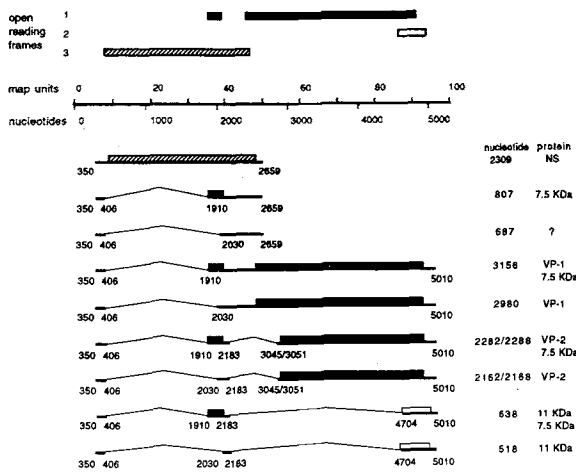 open 1
reading 2
frames 3
map units 0 20 40 60 80 100
nucleotides 0 1000 2000 3000 4000 5000
nucleotide protein
350 2659 2309 NS
350 406 1910 2659 807 7.5 KDa
350 406 2030 2659 687 ?
350 406 1910 5010 3156 VP-1
7.5 KDa
350 406 2030 5010 2980 VP-1
350 406 1910 2183 3045/3051 5010 2282/2288 VP-2
7.5 KDa
350 406 2030 2183 3045/3051 5010 2162/2168 VP-2
350 406 1910 2183 4704 5010 638 11 KDa
7.5 KDa
350 406 2030 2183 4704 5010 518 11 KDa